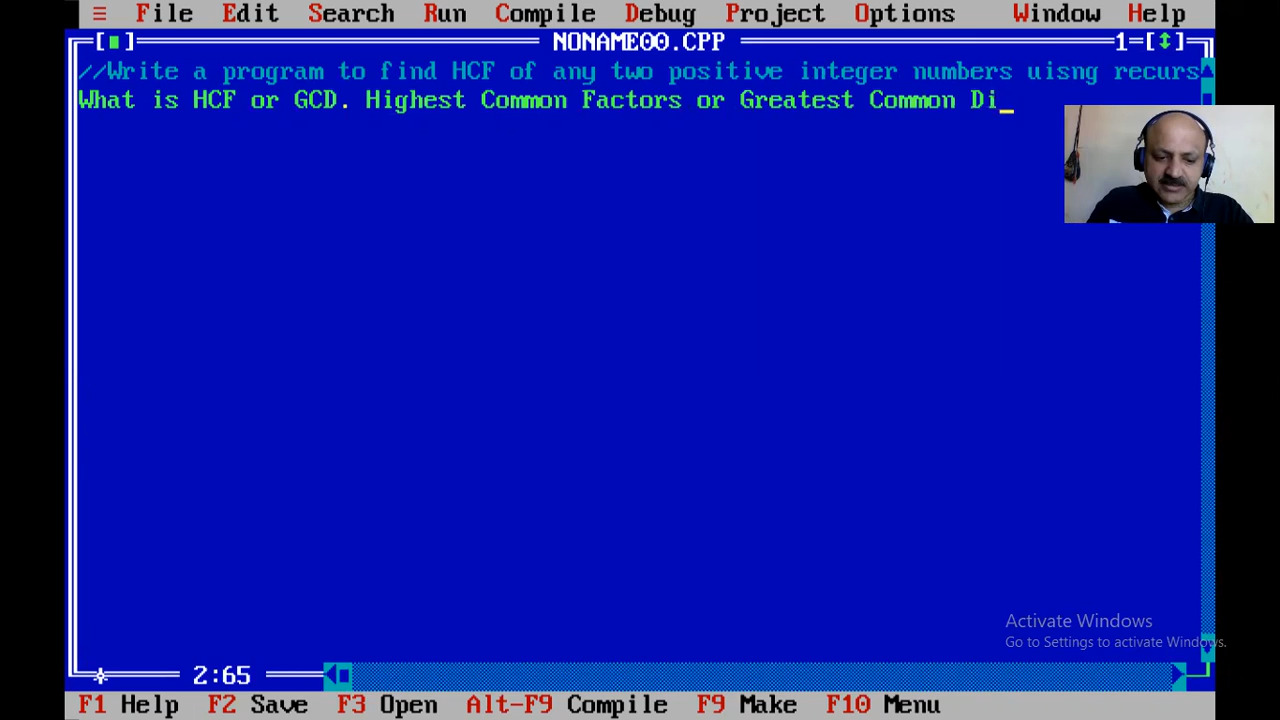 ≡ File Edit Search Run Compile Debug Project Options Window Help
[■] NONAME00.CPP 1=[↕]
//Write a program to find HCF of any two positive integer numbers uisng recurs
What is HCF or GCD. Highest Common Factors or Greatest Common Di_
Activate Windows
Go to Settings to activate Windows.
* 2:65
F1 Help F2 Save F3 Open Alt-F9 Compile F9 Make F10 Menu